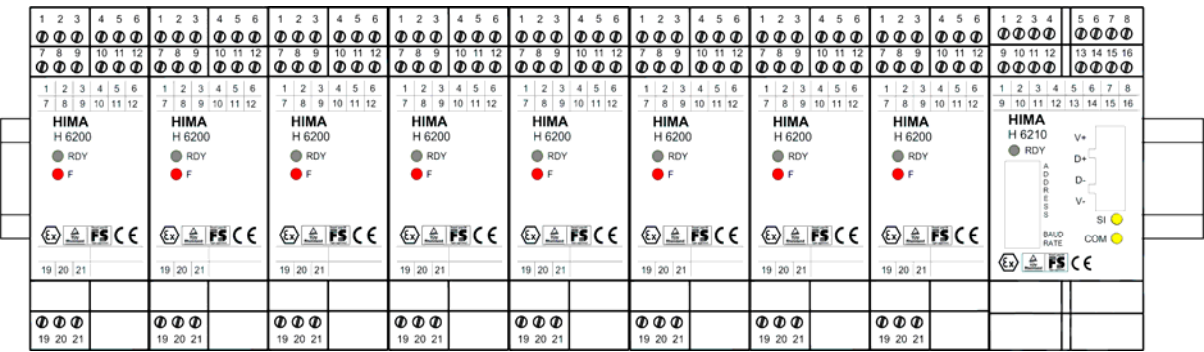 1 2 3 4 5 6 1 2 3 4 5 6 1 2 3 4 5 6 1 2 3 4 5 6 1 2 3 4 5 6 1 2 3 4 5 6 1 2 3 4 5 6 1 2 3 4 5 6 1 2 3 4 5 6 7 8
7 8 9 10 11 12 7 8 9 10 11 12 7 8 9 10 11 12 7 8 9 10 11 12 7 8 9 10 11 12 7 8 9 10 11 12 7 8 9 10 11 12 7 8 9 10 11 12 9 10 11 12 13 14 15 16
1 2 3 4 5 6 1 2 3 4 5 6 1 2 3 4 5 6 1 2 3 4 5 6 1 2 3 4 5 6 1 2 3 4 5 6 1 2 3 4 5 6 1 2 3 4 5 6 1 2 3 4 5 6 7 8
7 8 9 10 11 12 7 8 9 10 11 12 7 8 9 10 11 12 7 8 9 10 11 12 7 8 9 10 11 12 7 8 9 10 11 12 7 8 9 10 11 12 7 8 9 10 11 12 9 10 11 12 13 14 15 16
HIMA HIMA HIMA HIMA HIMA HIMA HIMA HIMA HIMA
H 6200 H 6200 H 6200 H 6200 H 6200 H 6200 H 6200 H 6200 H 6210
RDY RDY RDY RDY RDY RDY RDY RDY RDY
F F F F F F F F
V+
D+
D-
V-
ADDRESS
SI
BAUD
RATE
COM
Ex FS CE Ex FS CE Ex FS CE Ex FS CE Ex FS CE Ex FS CE Ex FS CE Ex FS CE Ex FS CE
19 20 21 19 20 21 19 20 21 19 20 21 19 20 21 19 20 21 19 20 21 19 20 21
19 20 21 19 20 21 19 20 21 19 20 21 19 20 21 19 20 21 19 20 21 19 20 21